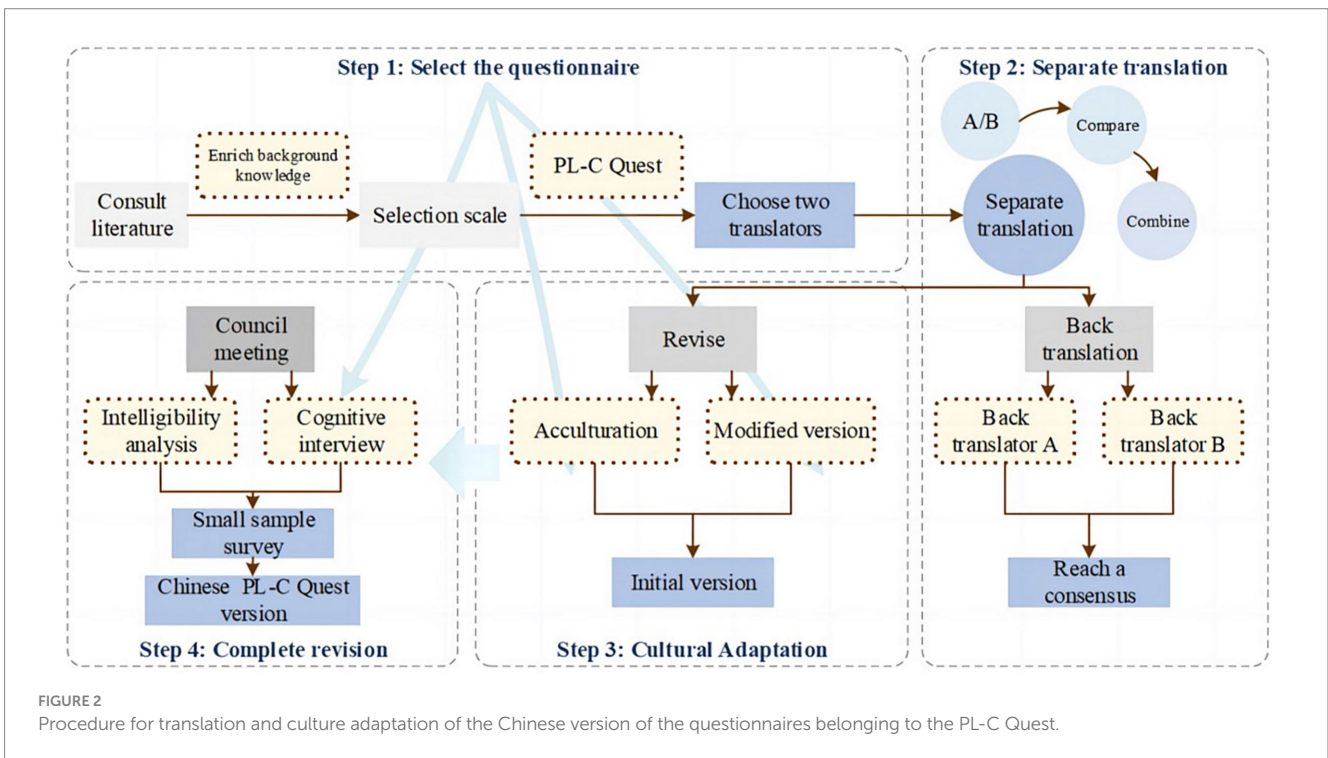 Step 1: Select the questionnaire
Enrich background
knowledge
PL-C Quest
Consult
literature
Selection scale
Choose two
translators
Step 2: Separate translation
A/B
Compare
Separate
translation
Combine
Council
meeting
Intelligibility
analysis
Cognitive
interview
Small sample
survey
Chinese PL-C Quest
version
Step 4: Complete revision
Revise
Acculturation
Modified version
Initial version
Step 3: Cultural Adaptation
Back
translation
Back
translator A
Back
translator B
Reach a
consensus
FIGURE 2
Procedure for translation and culture adaptation of the Chinese version of the questionnaires belonging to the PL-C Quest.